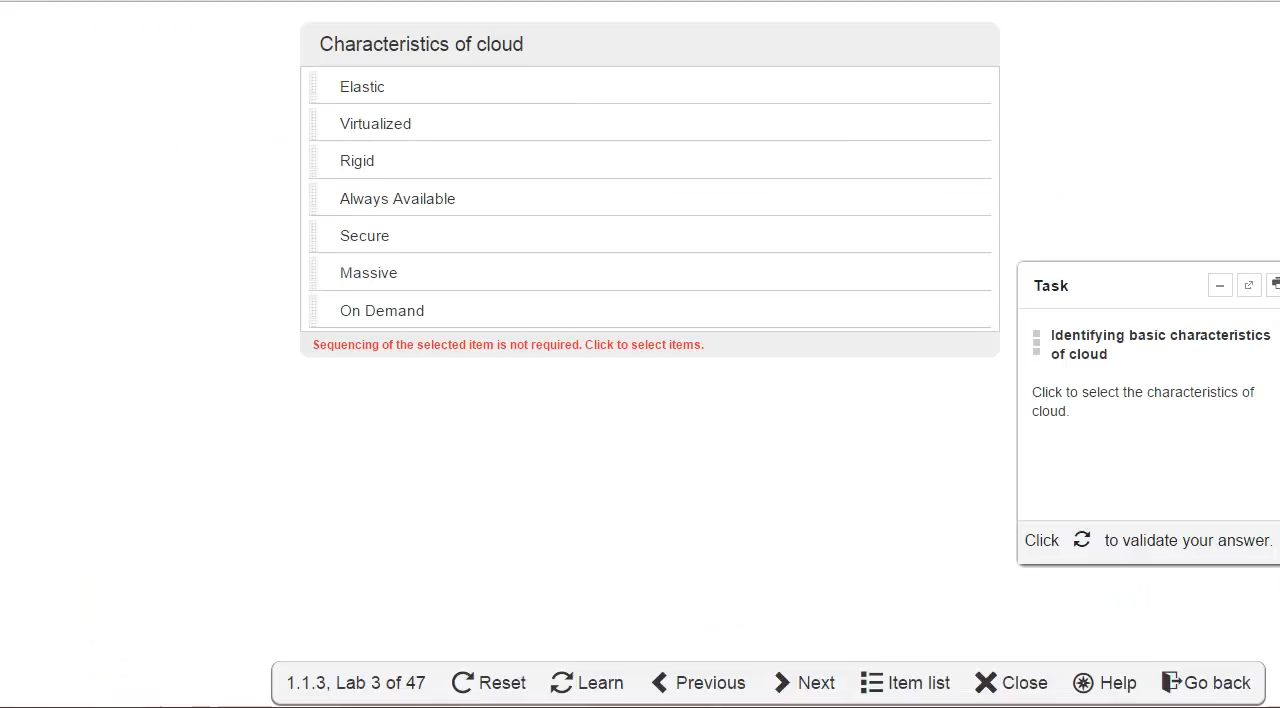 Characteristics of cloud
Elastic
Virtualized
Rigid
Always Available
Secure
Massive
On Demand
Sequencing of the selected item is not required. Click to select items.
Task
Identifying basic characteristics
of cloud
Click to select the characteristics of
cloud.
Click to validate your answer.
1.1.3, Lab 3 of 47 Reset Learn Previous Next Item list Close Help Go back